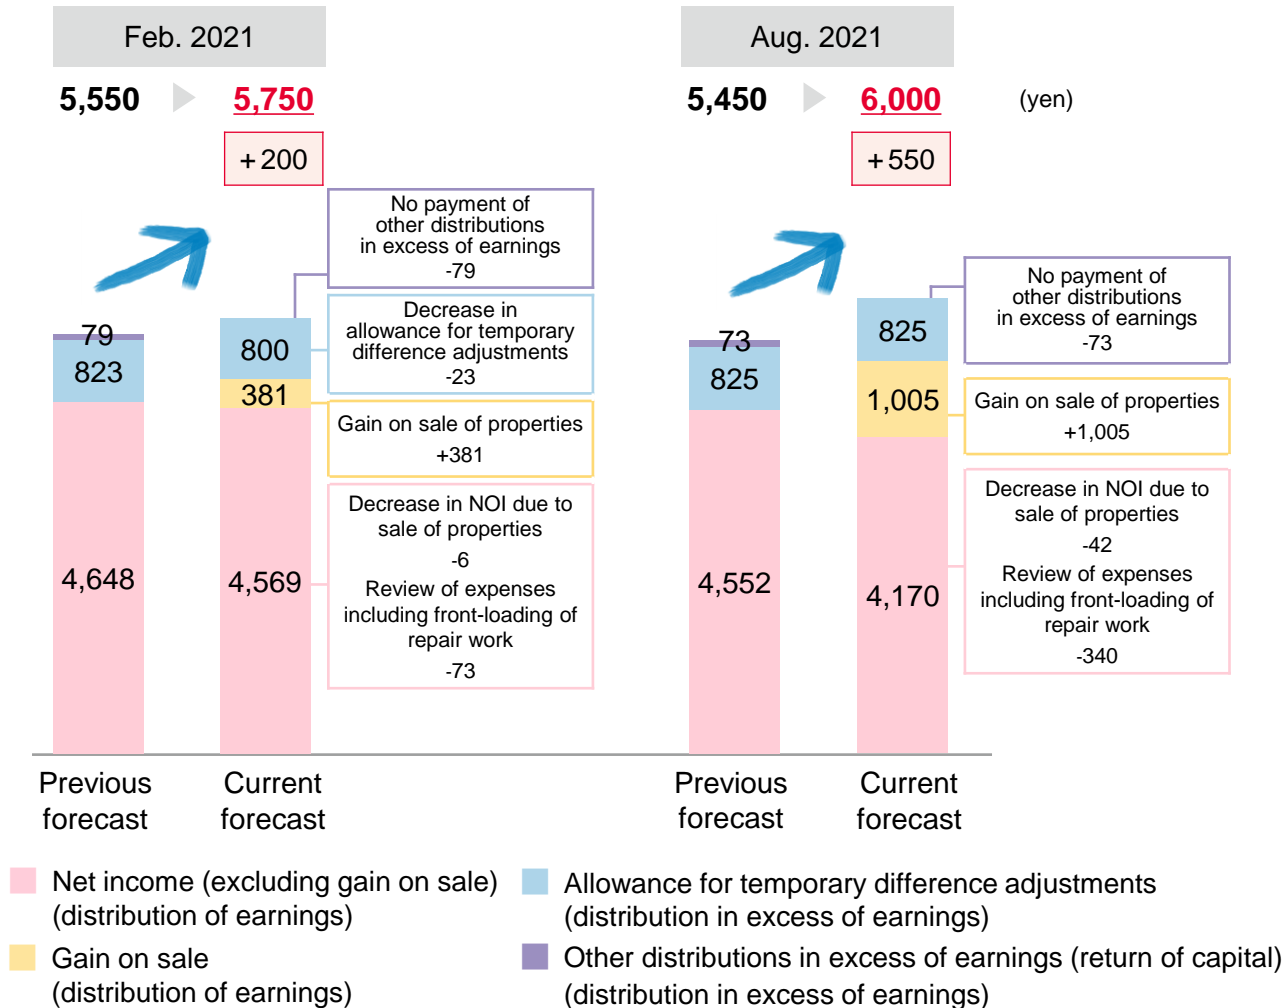 Feb. 2021
5,550
5,750
+200
No payment of
other distributions
in excess of earnings
-79
Decrease in
allowance for temporary
difference adjustments
-23
Gain on sale of properties
+381
Decrease in NOI due to
sale of properties
-6
Review of expenses
including front-loading of
repair work
-73
79
823
4,648
800
381
4,569
Previous
forecast
Current
forecast
Aug. 2021
5,450
6,000
(yen)
+550
No payment of
other distributions
in excess of earnings
-73
Gain on sale of properties
+1,005
Decrease in NOI due to
sale of properties
-42
Review of expenses
including front-loading of
repair work
-340
73
825
4,552
825
1,005
4,170
Previous
forecast
Current
forecast
Net income (excluding gain on sale)
(distribution of earnings)
Allowance for temporary difference adjustments
(distribution in excess of earnings)
Gain on sale
(distribution of earnings)
Other distributions in excess of earnings (return of capital)
(distribution in excess of earnings)